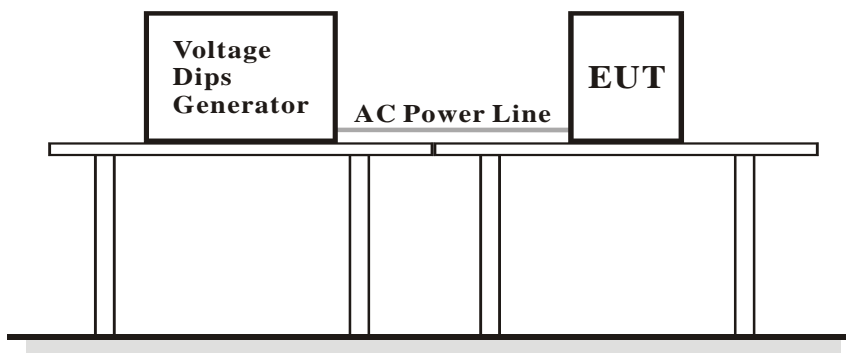 Voltage
Dips
Generator
AC Power Line
EUT